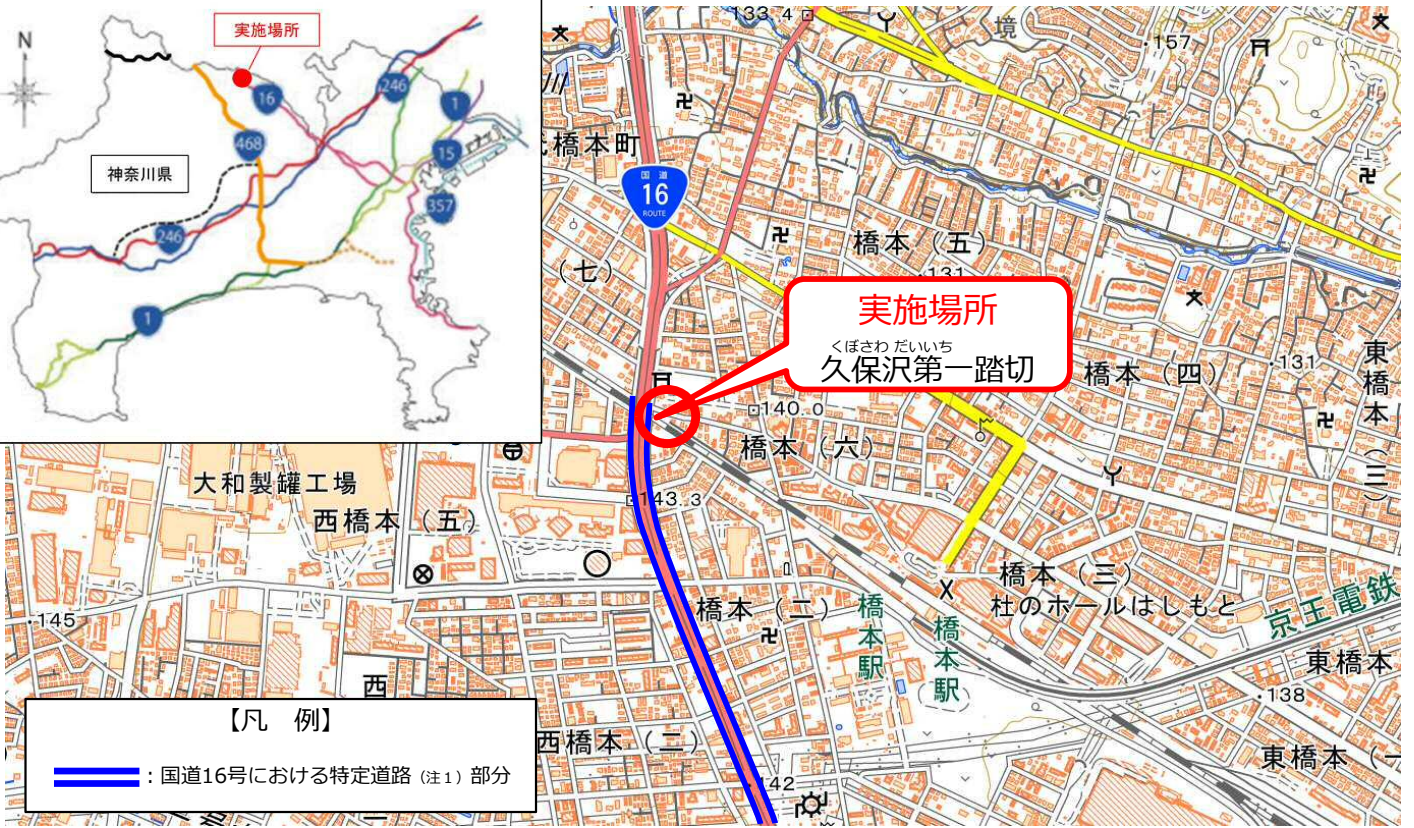 N
実施場所
16
246
1
468
15
神奈川県
357
246
1
133.4
境
157
橋本町
国道
16
ROUTE
橋本(五)
(七)
131
実施場所
くぼさわ だいいち
久保沢第一踏切
橋本(四)
131
東橋本(三)
140.0
橋本(六)
大和製罐工場
143.3
西橋本(五)
橋本(三)
杜のホールはしもと
橋本(二)
橋本駅
橋本駅
京王電鉄
145
東橋本
138
西
【凡 例】
西橋本(二)
:国道16号における特定道路(注1)部分
142
東橋本(一